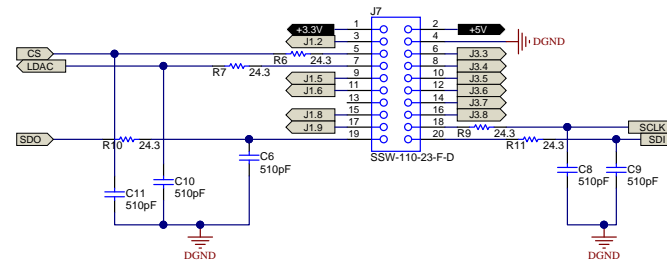 J7
+3.3V 1 2 +5V
J1.2 3 4 DGND
CS 5 6 J3.3
R6 24.3
LDAC 7 8 J3.4
R7 24.3
J1.5 9 10 J3.5
J1.6 11 12 J3.6
13 14 J3.7
J1.8 15 16 J3.8
J1.9 17 18 SCLK
R9 24.3
SDO 19 20 SDI
R10 24.3
R11 24.3
SSW-110-23-F-D
C6
510pF
C10
510pF
C11
510pF
C8
510pF
C9
510pF
DGND
DGND